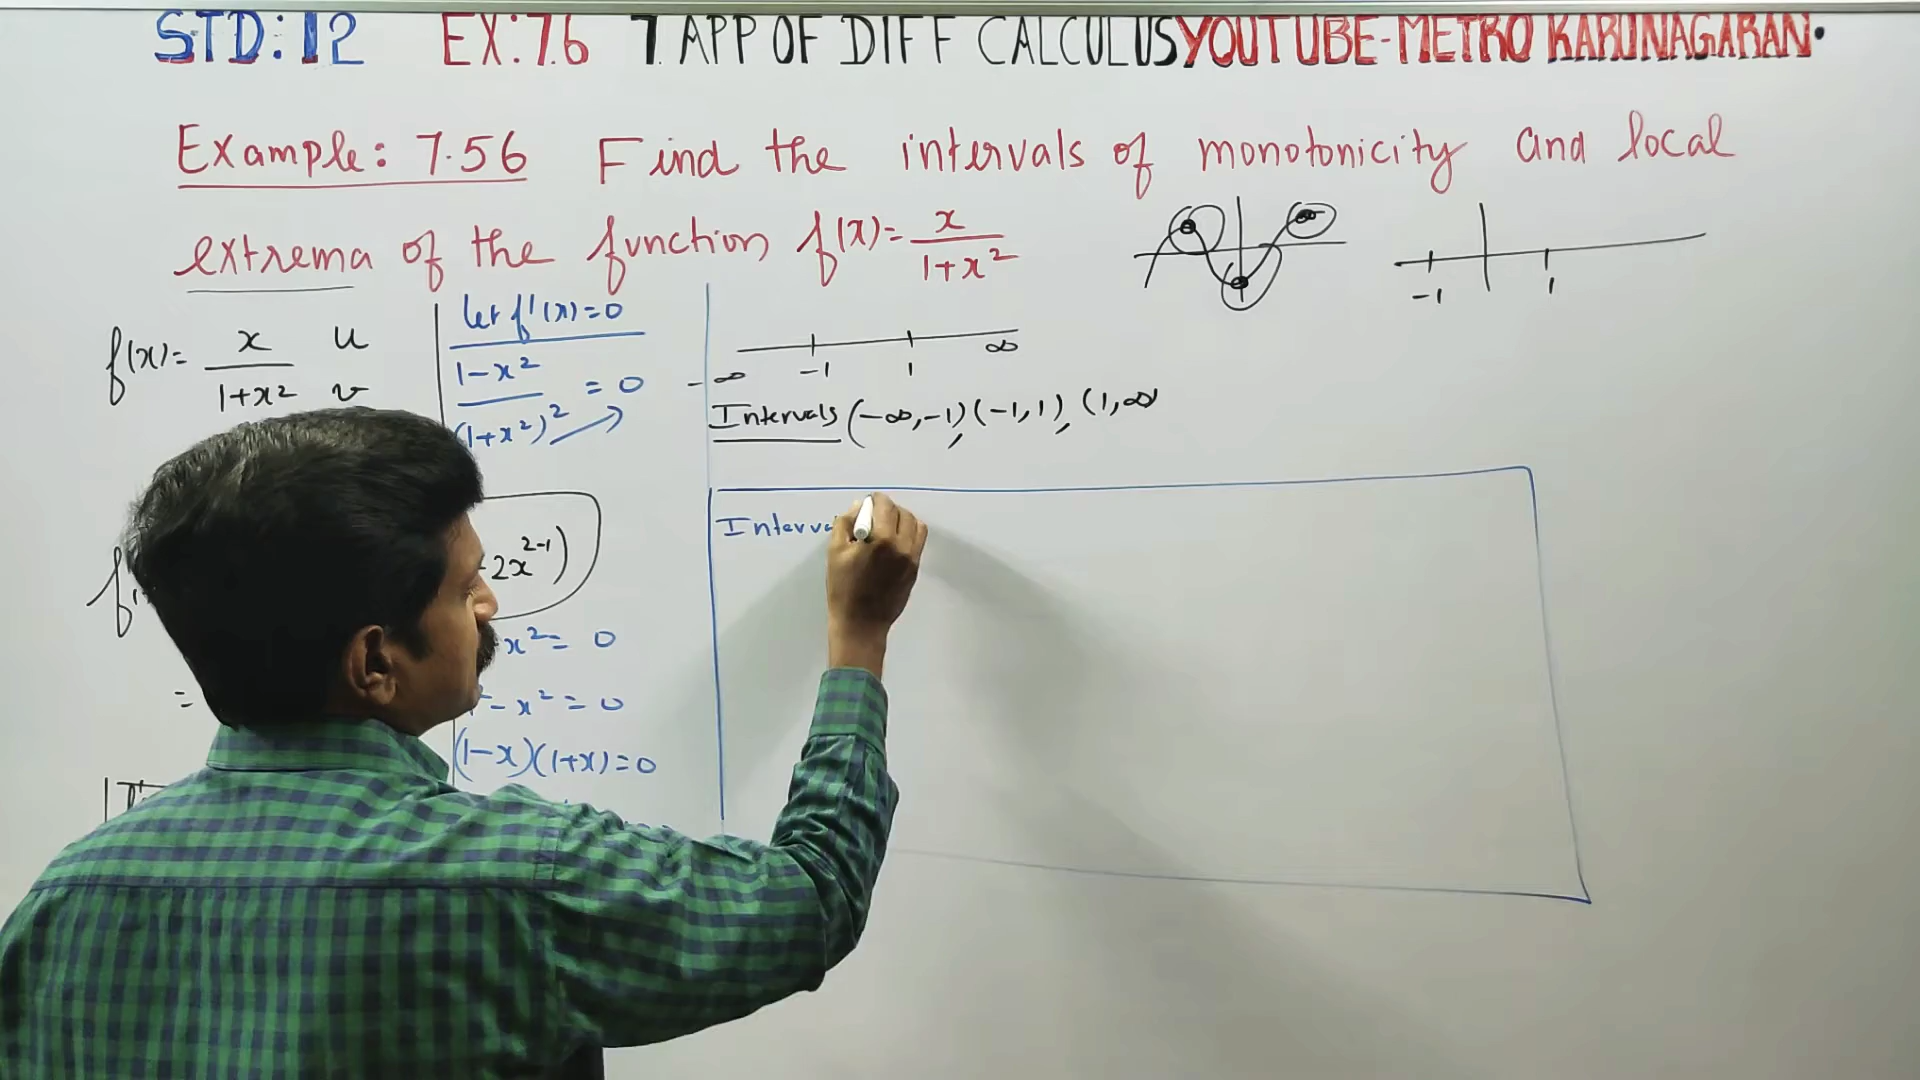 STD:12 EX:7.6 7. APP OF DIFF CALCULUS YOUTUBE-METRO KARUNAGARAN.
Example: 7.56 Find the intervals of monotonicity and local
extrema of the function, f(x)= x/(1+x²)
-1 1
f(x)= x/(1+x²) u v
let f'(x)=0
(1-x²)/(1+x²)² = 0
2x²⁻¹)
x² = 0
- x² = 0
(1-x)(1+x)=0
=
-∞ -1 1 ∞
Intervals (-∞,-1), (-1,1), (1,∞)
Interva